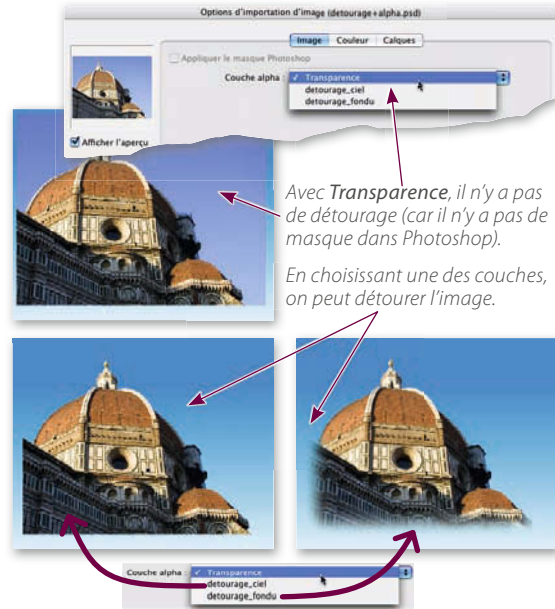 Options d'importation d'image (detourage+alpha.psd)
Image Couleur Calques
Appliquer le masque Photoshop
Couche alpha : ✓ Transparence
detourage_ciel
detourage_fondu
Afficher l'aperçu
Avec Transparence, il n'y a pas
de détourage (car il n'y a pas de
masque dans Photoshop).
En choisissant une des couches,
on peut détourer l'image.
Couche alpha : ✓ Transparence
detourage_ciel
detourage_fondu